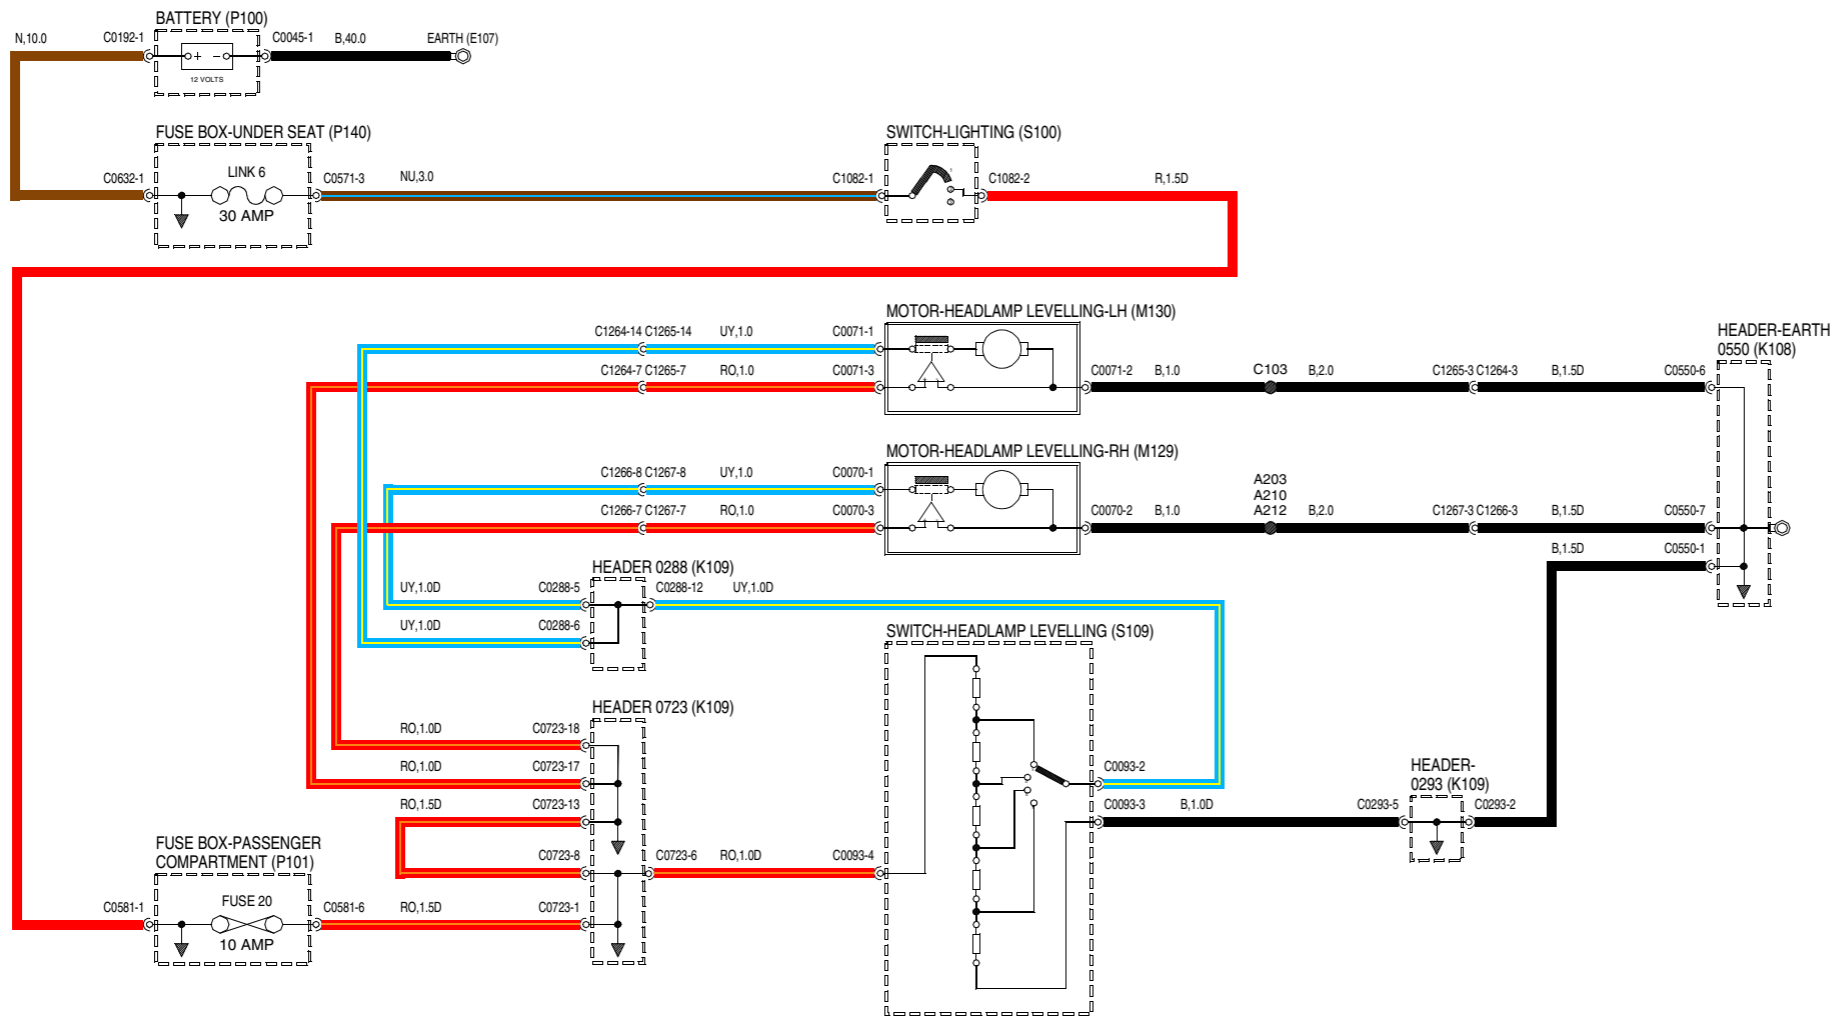 BATTERY (P100)
N,10.0
C0192-1
C0045-1
B,40.0
EARTH (E107)
+ −
12 VOLTS
FUSE BOX-UNDER SEAT (P140)
SWITCH-LIGHTING (S100)
LINK 6
C0632-1
C0571-3
NU,3.0
C1082-1
C1082-2
R,1.5D
30 AMP
MOTOR-HEADLAMP LEVELLING-LH (M130)
HEADER-EARTH
0550 (K108)
C1264-14 C1265-14
UY,1.0
C0071-1
C1264-7 C1265-7
RO,1.0
C0071-3
C0071-2
B,1.0
C103
B,2.0
C1265-3 C1264-3
B,1.5D
C0550-6
MOTOR-HEADLAMP LEVELLING-RH (M129)
C1266-8 C1267-8
UY,1.0
C0070-1
A203
A210
A212
C1266-7 C1267-7
RO,1.0
C0070-3
C0070-2
B,1.0
B,2.0
C1267-3 C1266-3
B,1.5D
C0550-7
B,1.5D
C0550-1
HEADER 0288 (K109)
UY,1.0D
C0288-5
C0288-12
UY,1.0D
UY,1.0D
C0288-6
SWITCH-HEADLAMP LEVELLING (S109)
HEADER 0723 (K109)
RO,1.0D
C0723-18
RO,1.0D
C0723-17
C0093-2
HEADER-
0293 (K109)
RO,1.5D
C0723-13
C0093-3
B,1.0D
C0293-5
C0293-2
FUSE BOX-PASSENGER
COMPARTMENT (P101)
C0723-8
C0723-6
RO,1.0D
C0093-4
FUSE 20
C0581-1
C0581-6
RO,1.5D
C0723-1
10 AMP